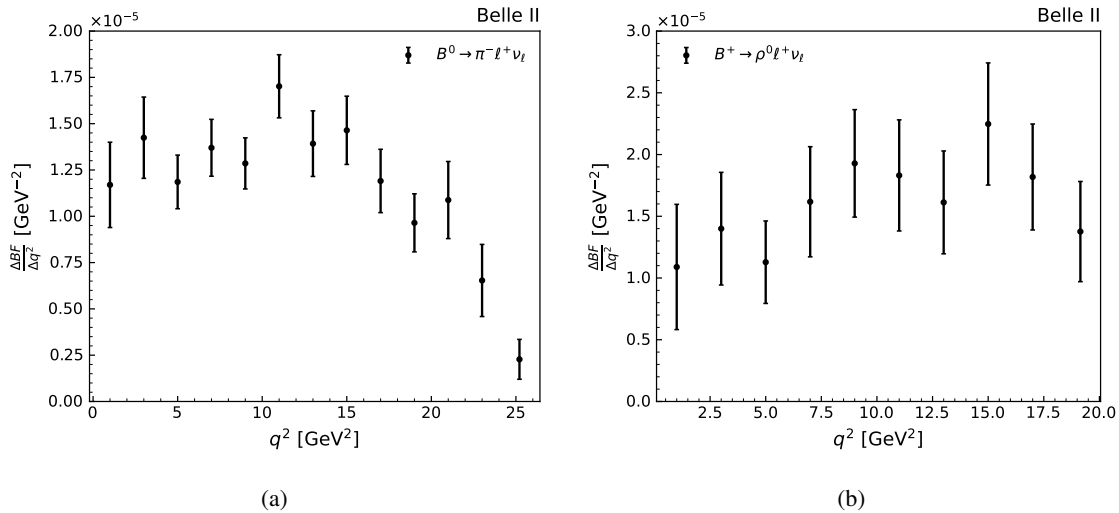 ×10⁻⁵ Belle II
B⁰ → π⁻ℓ⁺νℓ
2.00
1.75
1.50
1.25
1.00
0.75
0.50
0.25
0.00
ΔBF/Δq² [GeV⁻²]
0 5 10 15 20 25
q² [GeV²]
(a)
×10⁻⁵ Belle II
B⁺ → ρ⁰ℓ⁺νℓ
3.0
2.5
2.0
1.5
1.0
0.5
0.0
ΔBF/Δq² [GeV⁻²]
2.5 5.0 7.5 10.0 12.5 15.0 17.5 20.0
q² [GeV²]
(b)